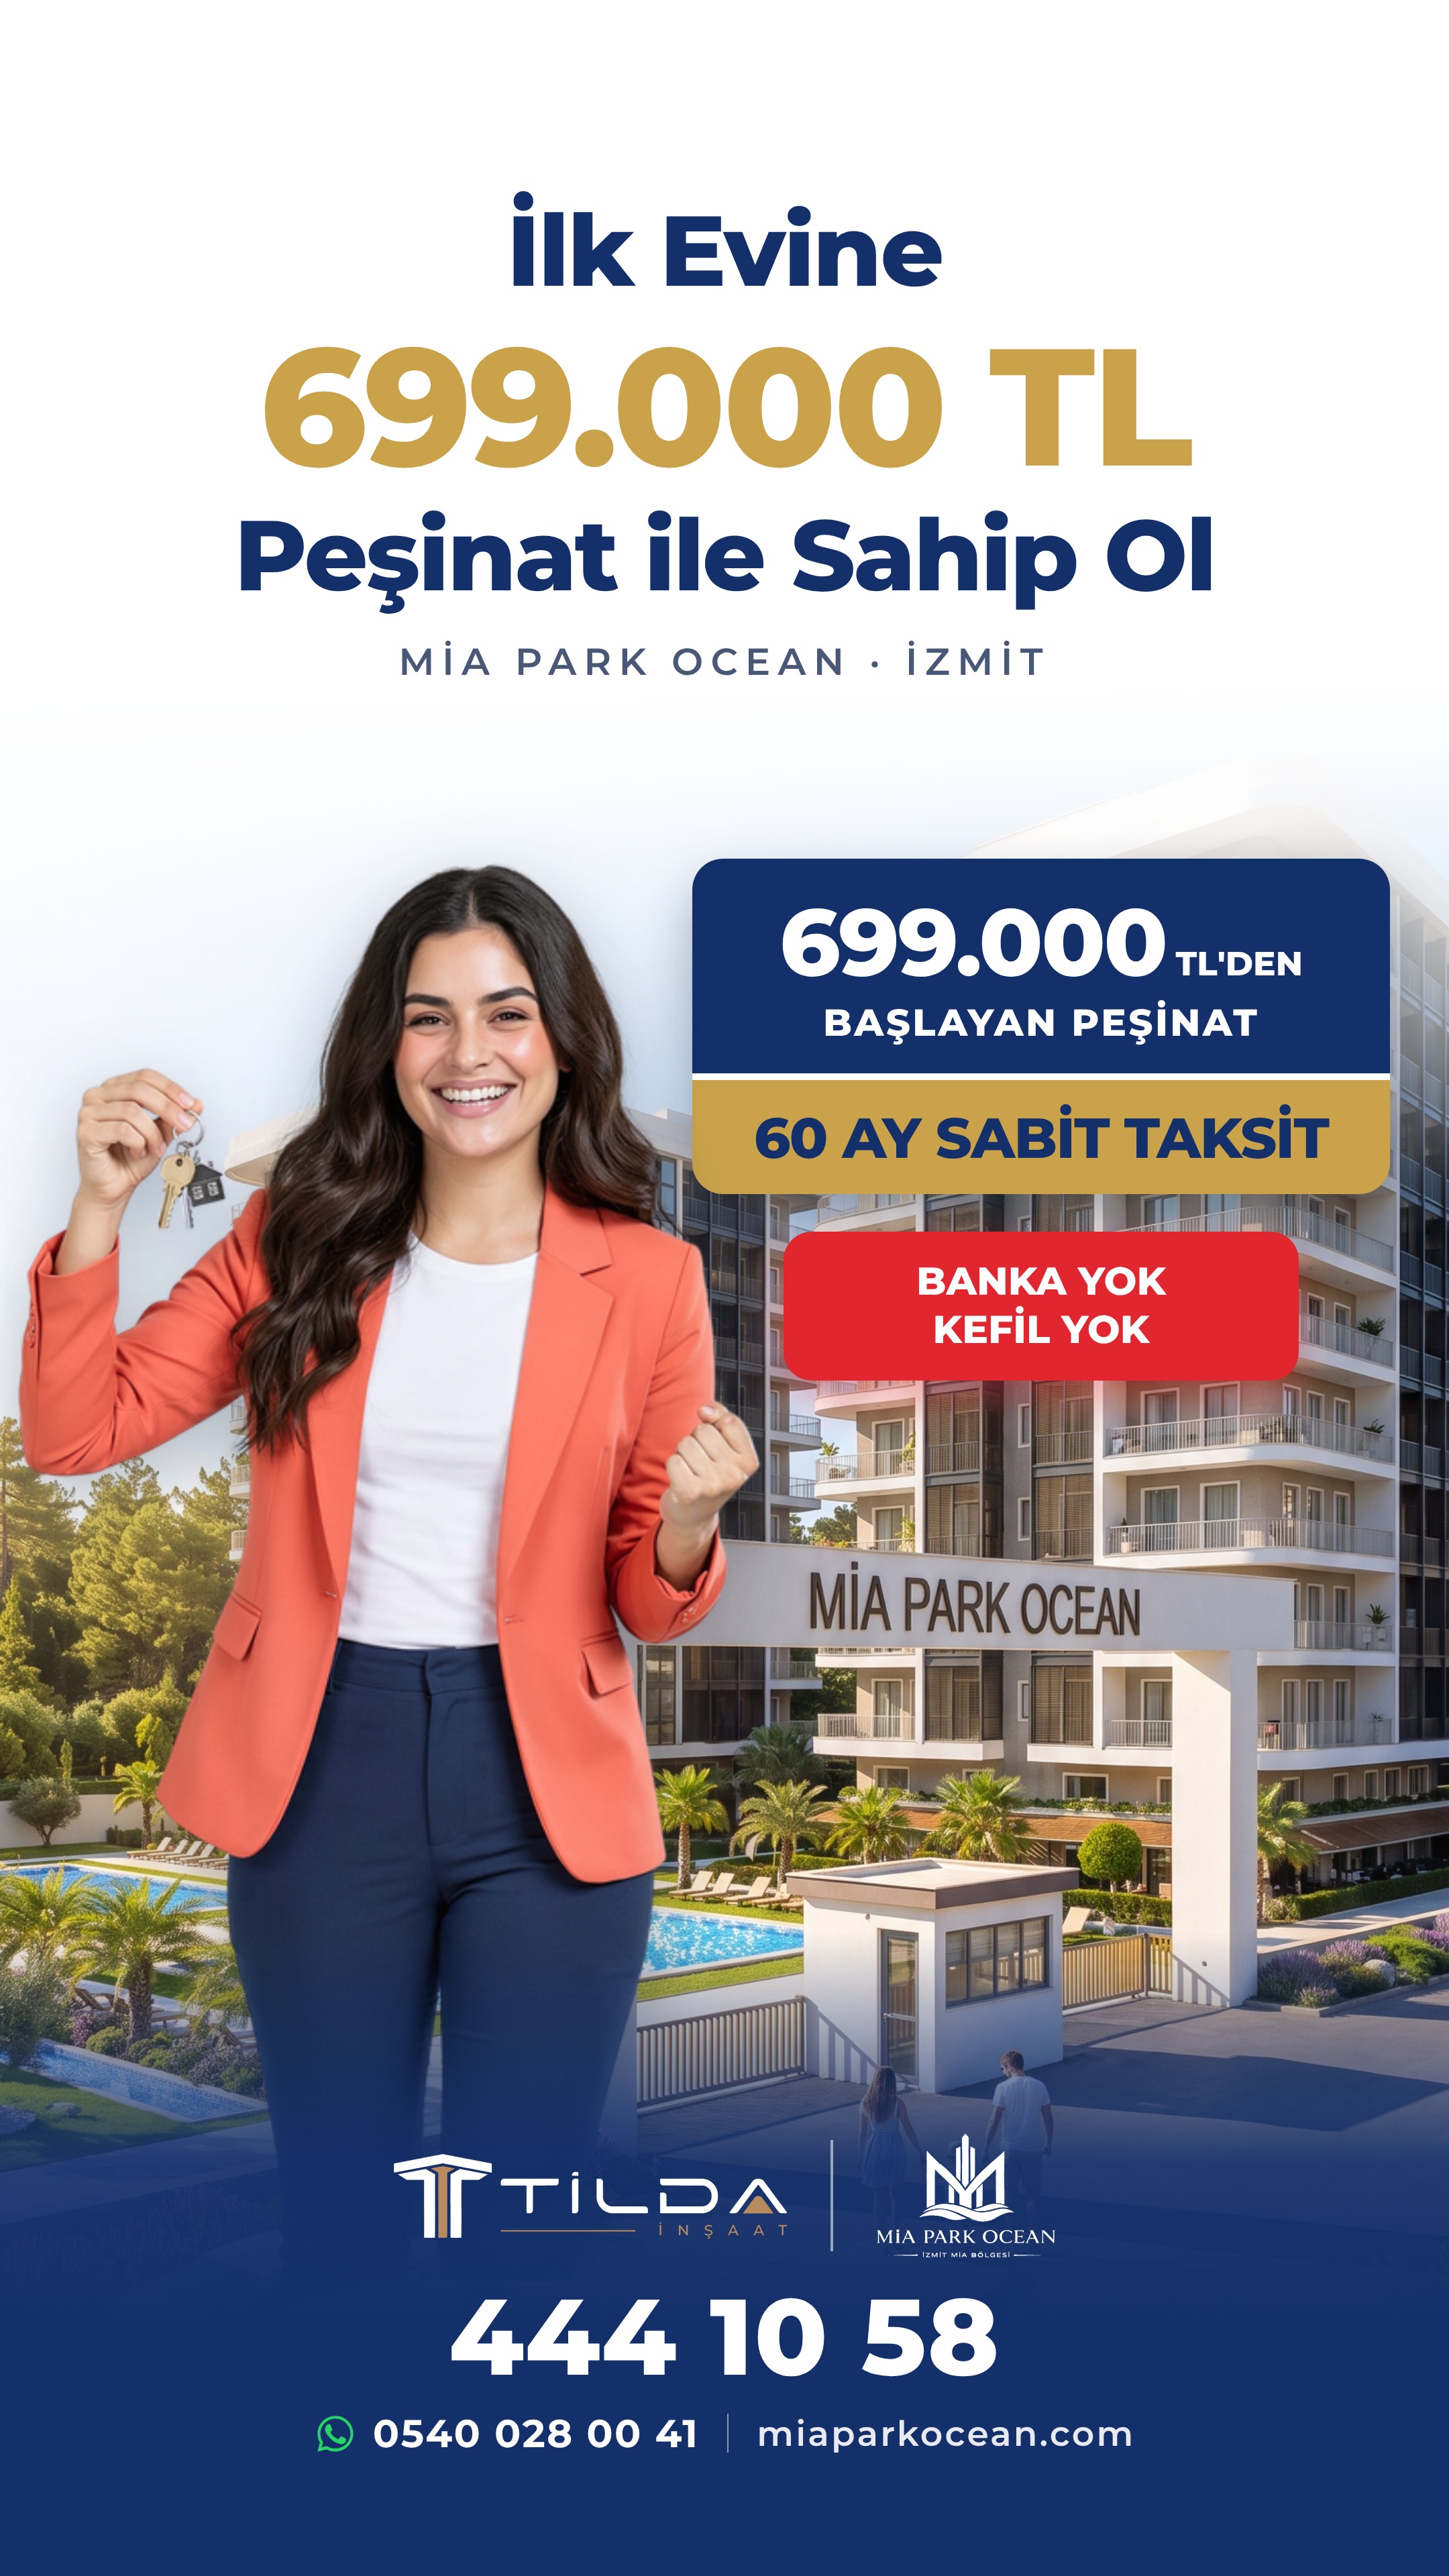 İlk Evine
699.000 TL
Peşinat ile Sahip Ol
MİA PARK OCEAN · İZMİT
699.000 TL'DEN
BAŞLAYAN PEŞİNAT
60 AY SABİT TAKSİT
BANKA YOK
KEFİL YOK
MİA PARK OCEAN
TİLDA
İNŞAAT
MİA PARK OCEAN
İZMİT MİA BÖLGESİ
444 10 58
0540 028 00 41
miaparkocean.com